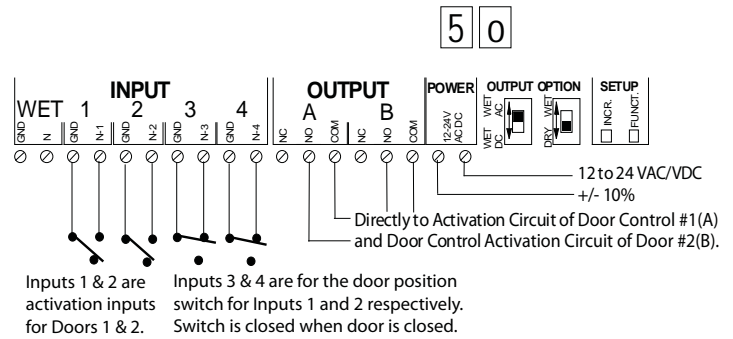 5 0
INPUT OUTPUT POWER OUTPUT OPTION SETUP
WET 1 2 3 4 A B
GND N GND N-1 GND N-2 GND N-3 GND N-4 NC NO COM NC NO COM 12-24V AC DC WET DC WET AC DRY WET INCR. FUNCT.
12 to 24 VAC/VDC
+/- 10%
Directly to Activation Circuit of Door Control #1(A)
and Door Control Activation Circuit of Door #2(B).
Inputs 1 & 2 are
activation inputs
for Doors 1 & 2.
Inputs 3 & 4 are for the door position
switch for Inputs 1 and 2 respectively.
Switch is closed when door is closed.